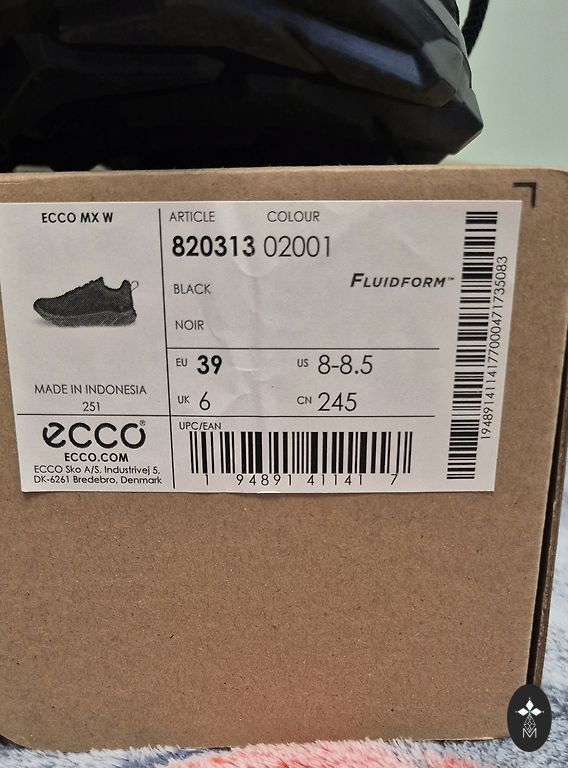 ECCO MX W
MADE IN INDONESIA
251
ecco®
ECCO.COM
ECCO Sko A/S, Industrivej 5,
DK-6261 Bredebro, Denmark
ARTICLE COLOUR
820313 02001
BLACK
FLUIDFORM™
NOIR
EU 39 US 8-8.5
UK 6 CN 245
UPC/EAN
1 94891 41141 7
194891411417700047173508​3
M